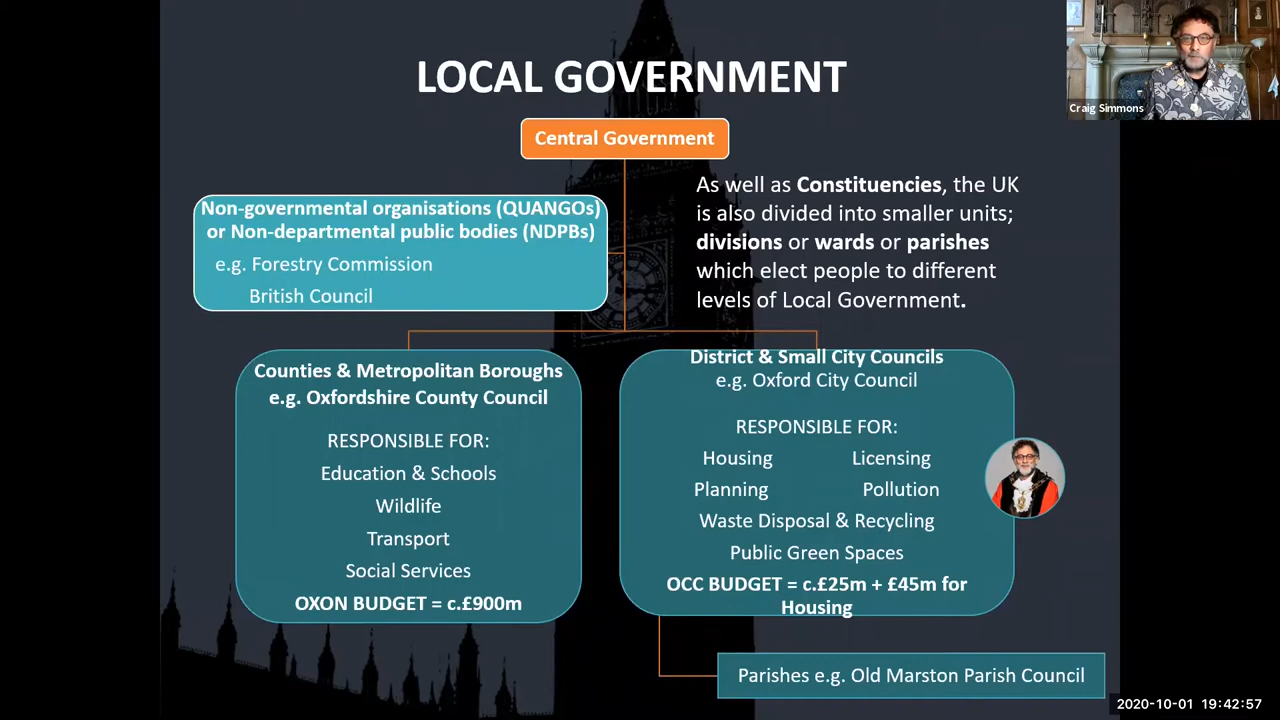 LOCAL GOVERNMENT
Craig Simmons
Central Government
Non-governmental organisations (QUANGOs)
or Non-departmental public bodies (NDPBs)
e.g. Forestry Commission
British Council
As well as Constituencies, the UK
is also divided into smaller units;
divisions or wards or parishes
which elect people to different
levels of Local Government.
Counties & Metropolitan Boroughs
e.g. Oxfordshire County Council
RESPONSIBLE FOR:
Education & Schools
Wildlife
Transport
Social Services
OXON BUDGET = c.£900m
District & Small City Councils
e.g. Oxford City Council
RESPONSIBLE FOR:
Housing Licensing
Planning Pollution
Waste Disposal & Recycling
Public Green Spaces
OCC BUDGET = c.£25m + £45m for
Housing
Parishes e.g. Old Marston Parish Council
2020-10-01 19:42:57